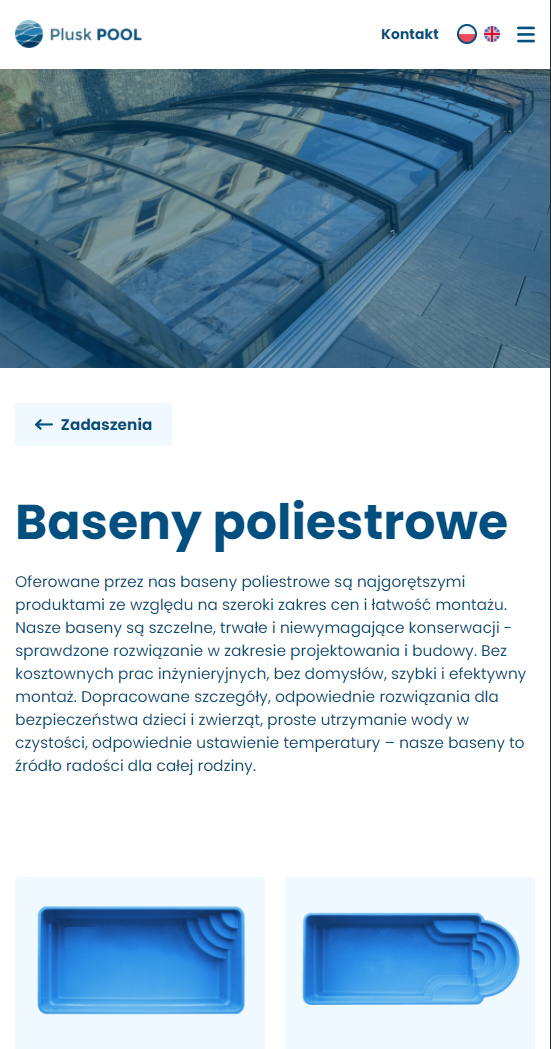 Plusk POOL
Kontakt
Zadaszenia
Baseny poliestrowe
Oferowane przez nas baseny poliestrowe są najgorętszymi
produktami ze względu na szeroki zakres cen i łatwość montażu.
Nasze baseny są szczelne, trwałe i niewymagające konserwacji -
sprawdzone rozwiązanie w zakresie projektowania i budowy. Bez
kosztownych prac inżynieryjnych, bez domysłów, szybki i efektywny
montaż. Dopracowane szczegóły, odpowiednie rozwiązania dla
bezpieczeństwa dzieci i zwierząt, proste utrzymanie wody w
czystości, odpowiednie ustawienie temperatury – nasze baseny to
źródło radości dla całej rodziny.